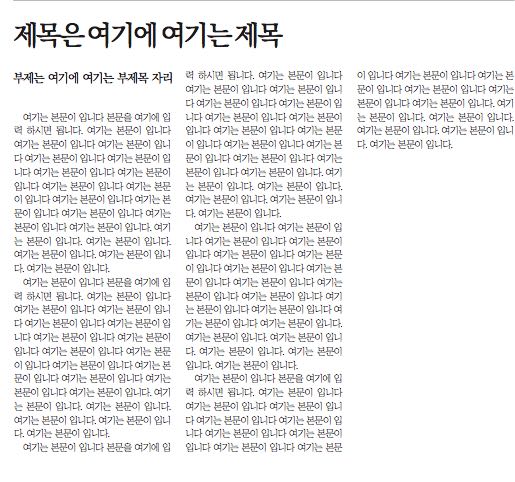 제목은 여기에 여기는 제목
부제는 여기에 여기는 부제목 자리
여기는 본문이 입니다 본문을 여기에 입
력 하시면 됩니다. 여기는 본문이 입니다
여기는 본문이 입니다 여기는 본문이 입니
다 여기는 본문이 입니다 여기는 본문이 입
니다 여기는 본문이 입니다 여기는 본문이
입니다 여기는 본문이 입니다 여기는 본문
이 입니다 여기는 본문이 입니다 여기는 본
문이 입니다 여기는 본문이 입니다 여기는
본문이 입니다 여기는 본문이 입니다. 여기
는 본문이 입니다. 여기는 본문이 입니다.
여기는 본문이 입니다. 여기는 본문이 입니
다. 여기는 본문이 입니다.
여기는 본문이 입니다 본문을 여기에 입
력 하시면 됩니다. 여기는 본문이 입니다
여기는 본문이 입니다 여기는 본문이 입니
다 여기는 본문이 입니다 여기는 본문이 입
니다 여기는 본문이 입니다 여기는 본문이
입니다 여기는 본문이 입니다 여기는 본문
이 입니다 여기는 본문이 입니다 여기는 본
문이 입니다 여기는 본문이 입니다 여기는
본문이 입니다 여기는 본문이 입니다. 여기
는 본문이 입니다. 여기는 본문이 입니다.
여기는 본문이 입니다. 여기는 본문이 입니
다. 여기는 본문이 입니다.
여기는 본문이 입니다 본문을 여기에 입
력 하시면 됩니다. 여기는 본문이 입니다
여기는 본문이 입니다 여기는 본문이 입니
다 여기는 본문이 입니다 여기는 본문이 입
니다 여기는 본문이 입니다 여기는 본문이
입니다 여기는 본문이 입니다 여기는 본문
이 입니다 여기는 본문이 입니다 여기는 본
문이 입니다 여기는 본문이 입니다 여기는
본문이 입니다 여기는 본문이 입니다. 여기
는 본문이 입니다. 여기는 본문이 입니다.
여기는 본문이 입니다. 여기는 본문이 입니
다. 여기는 본문이 입니다.
여기는 본문이 입니다 여기는 본문이 입
니다 여기는 본문이 입니다 여기는 본문이
입니다 여기는 본문이 입니다 여기는 본문
이 입니다 여기는 본문이 입니다 여기는 본
문이 입니다 여기는 본문이 입니다 여기는
본문이 입니다 여기는 본문이 입니다 여기
는 본문이 입니다 여기는 본문이 입니다 여
기는 본문이 입니다 여기는 본문이 입니다.
여기는 본문이 입니다. 여기는 본문이 입니
다. 여기는 본문이 입니다. 여기는 본문이
입니다. 여기는 본문이 입니다.
여기는 본문이 입니다 본문을 여기에 입
력 하시면 됩니다. 여기는 본문이 입니다
여기는 본문이 입니다 여기는 본문이 입니
다 여기는 본문이 입니다 여기는 본문이 입
니다 여기는 본문이 입니다 여기는 본문이
입니다 여기는 본문이 입니다 여기는 본문
이 입니다 여기는 본문이 입니다 여기는 본
문이 입니다 여기는 본문이 입니다 여기는
본문이 입니다 여기는 본문이 입니다. 여기
는 본문이 입니다. 여기는 본문이 입니다.
여기는 본문이 입니다. 여기는 본문이 입니
다. 여기는 본문이 입니다.